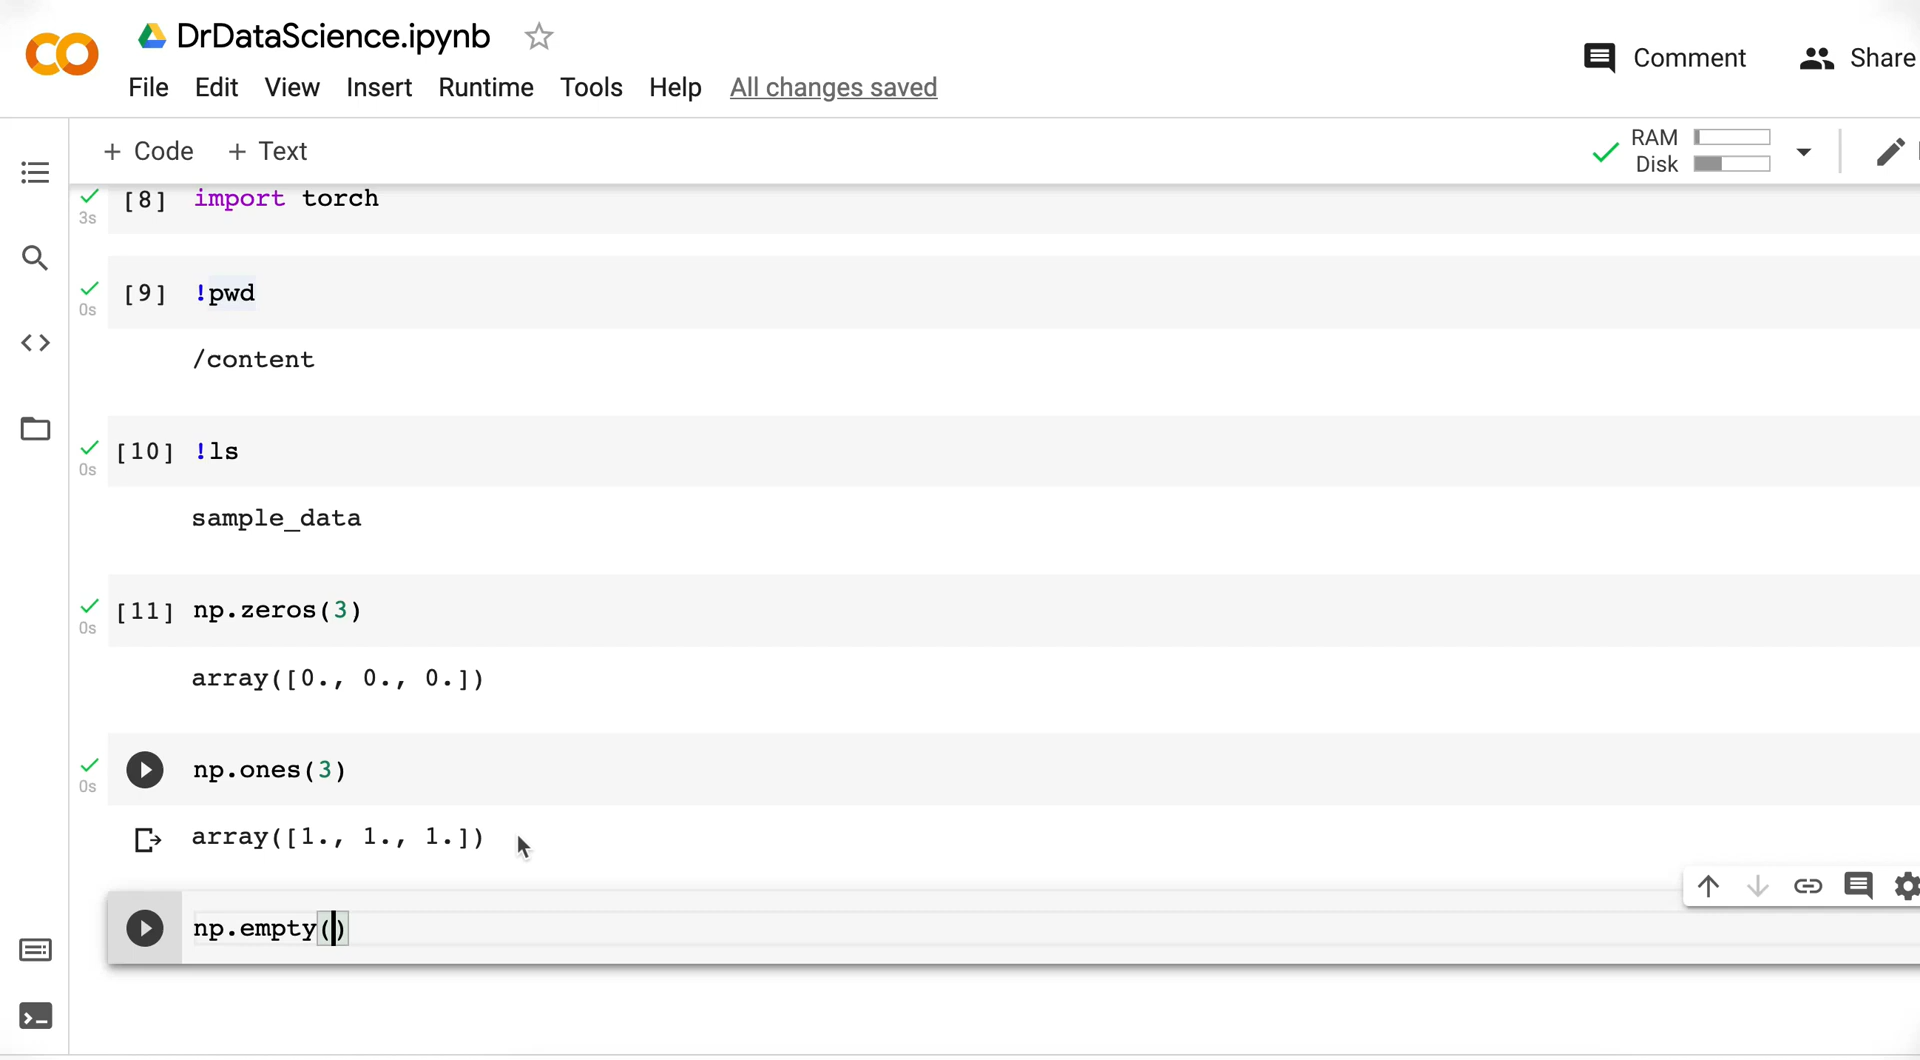 DrDataScience.ipynb
File Edit View Insert Runtime Tools Help All changes saved
Comment Share
+ Code + Text
RAM
Disk
3s [8] import torch
[9] !pwd
0s
/content
[10] !ls
0s
sample_data
[11] np.zeros(3)
0s
array([0., 0., 0.])
np.ones(3)
0s
array([1., 1., 1.])
np.empty()